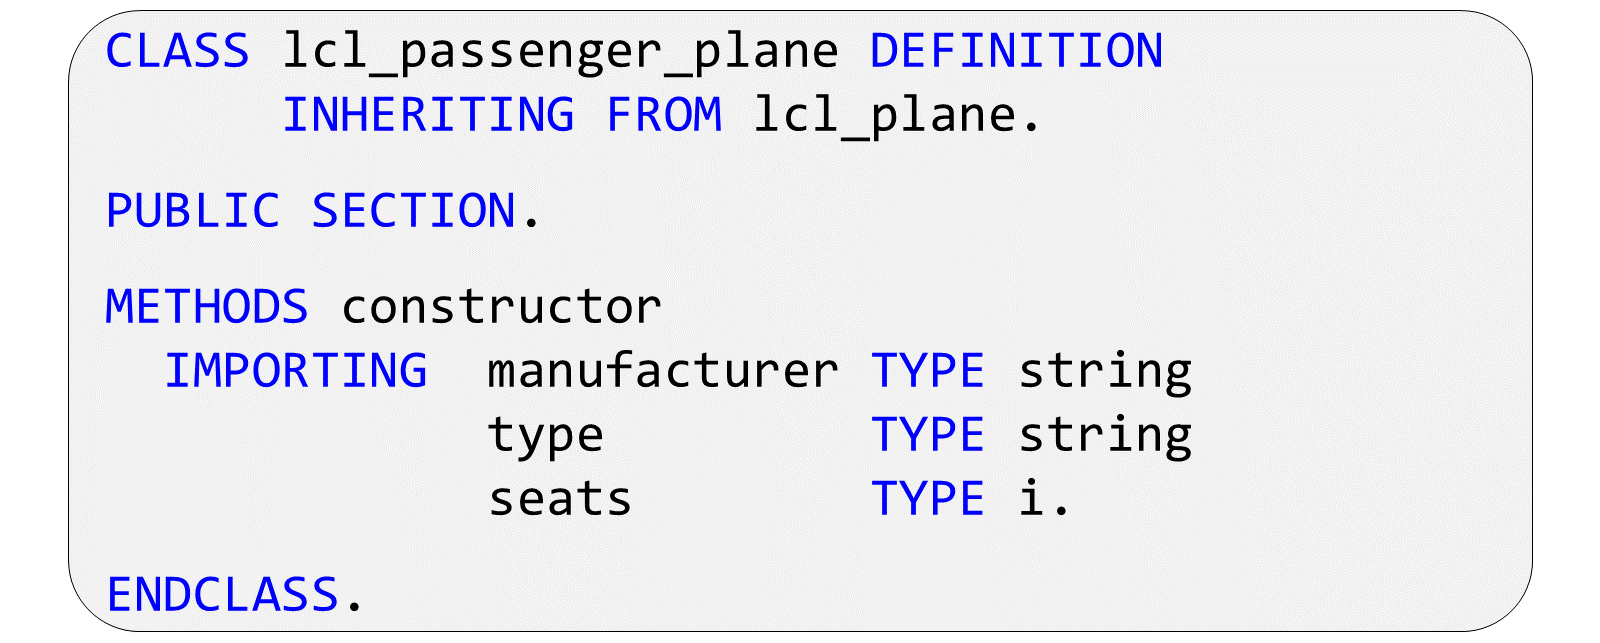 CLASS lcl_passenger_plane DEFINITION
INHERITING FROM lcl_plane.
PUBLIC SECTION.
METHODS constructor
IMPORTING manufacturer TYPE string
type TYPE string
seats TYPE i.
ENDCLASS.